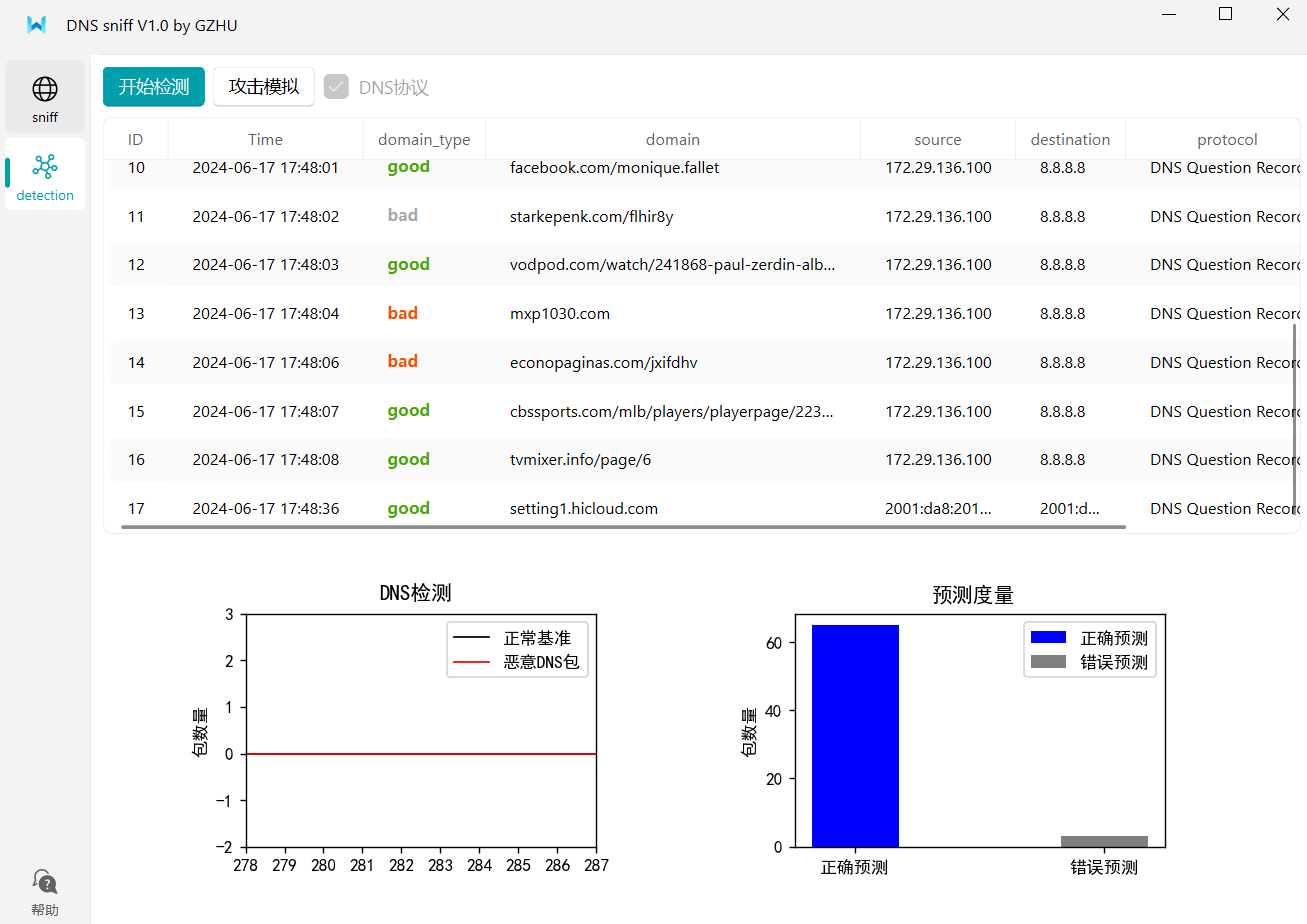 DNS sniff V1.0 by GZHU
sniff
detection
帮助
开始检测 攻击模拟 DNS协议
ID Time domain_type domain source destination protocol
10 2024-06-17 17:48:01 good facebook.com/monique.fallet 172.29.136.100 8.8.8.8 DNS Question Recor
11 2024-06-17 17:48:02 bad starkepenk.com/flhir8y 172.29.136.100 8.8.8.8 DNS Question Recor
12 2024-06-17 17:48:03 good vodpod.com/watch/241868-paul-zerdin-alb... 172.29.136.100 8.8.8.8 DNS Question Recor
13 2024-06-17 17:48:04 bad mxp1030.com 172.29.136.100 8.8.8.8 DNS Question Recor
14 2024-06-17 17:48:06 bad econopaginas.com/jxifdhv 172.29.136.100 8.8.8.8 DNS Question Recor
15 2024-06-17 17:48:07 good cbssports.com/mlb/players/playerpage/223... 172.29.136.100 8.8.8.8 DNS Question Recor
16 2024-06-17 17:48:08 good tvmixer.info/page/6 172.29.136.100 8.8.8.8 DNS Question Recor
17 2024-06-17 17:48:36 good setting1.hicloud.com 2001:da8:201... 2001:d... DNS Question Recor
DNS检测
正常基准
恶意DNS包
包数量
3
2
1
0
−1
−2
278 279 280 281 282 283 284 285 286 287
预测度量
正确预测
错误预测
包数量
60
40
20
0
正确预测 错误预测